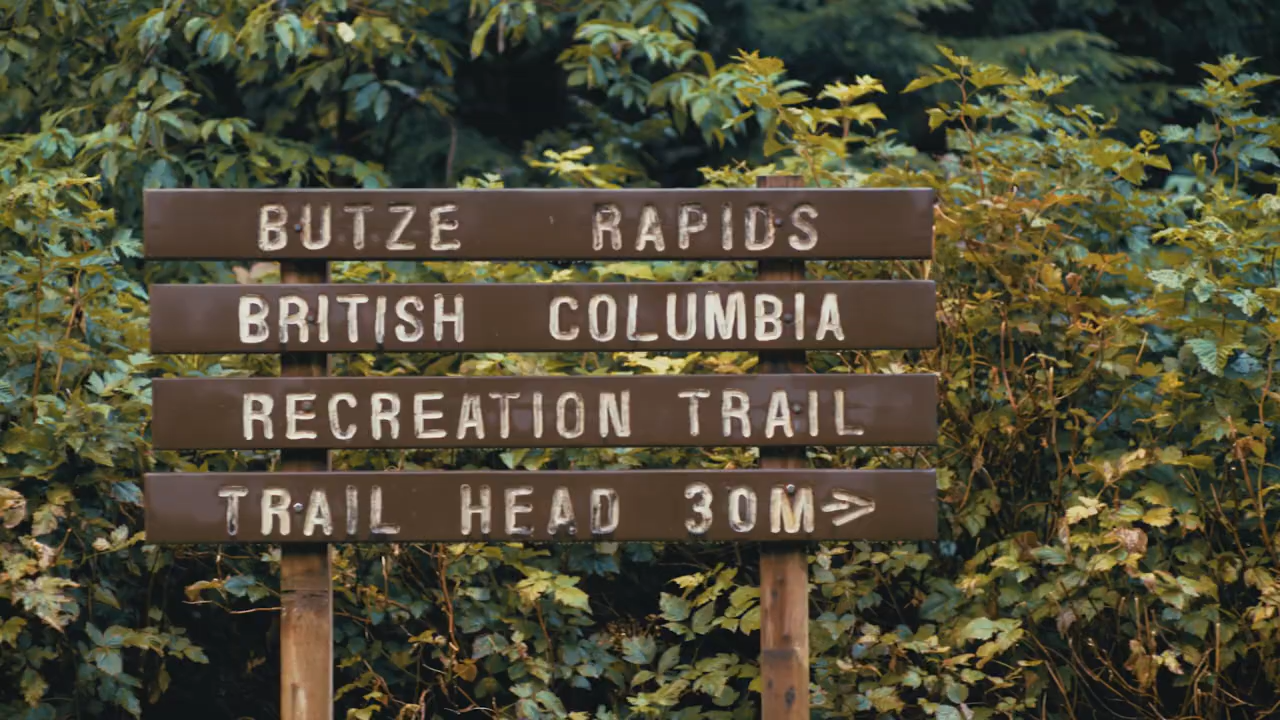 BUTZE RAPIDS
BRITISH COLUMBIA
RECREATION TRAIL
TRAIL HEAD 30M→